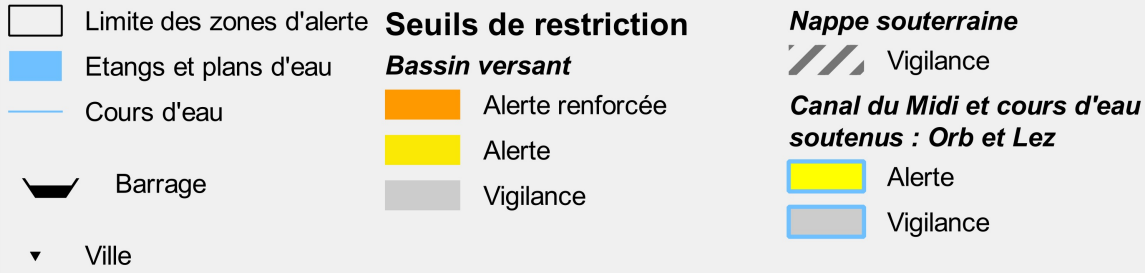 Limite des zones d'alerte
Etangs et plans d'eau
Cours d'eau
Barrage
Ville
Seuils de restriction
Bassin versant
Alerte renforcée
Alerte
Vigilance
Nappe souterraine
Vigilance
Canal du Midi et cours d'eau
soutenus : Orb et Lez
Alerte
Vigilance